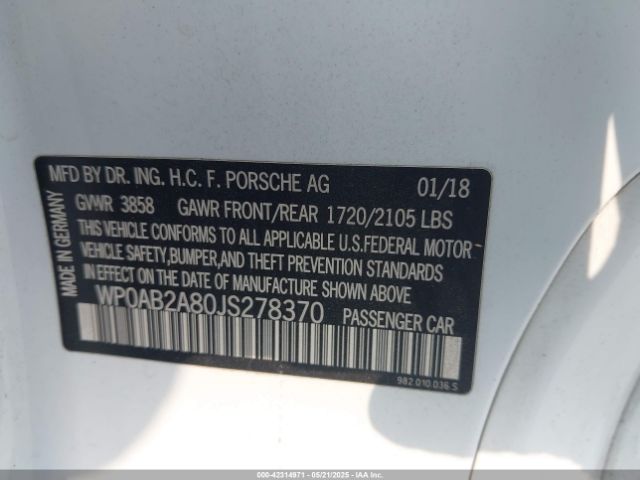 MFD BY DR. ING. H.C. F. PORSCHE AG 01/18
GVWR 3858 GAWR FRONT/REAR 1720/2105 LBS
THIS VEHICLE CONFORMS TO ALL APPLICABLE U.S.FEDERAL MOTOR-
VEHICLE SAFETY,BUMPER,AND THEFT PREVENTION STANDARDS
IN EFFECT ON THE DATE OF MANUFACTURE SHOWN ABOVE.
WP0AB2A80JS278370 PASSENGER CAR
982 010 036 S
MADE IN GERMANY
000-42314971 | 05/21/2025 | IAA Inc.